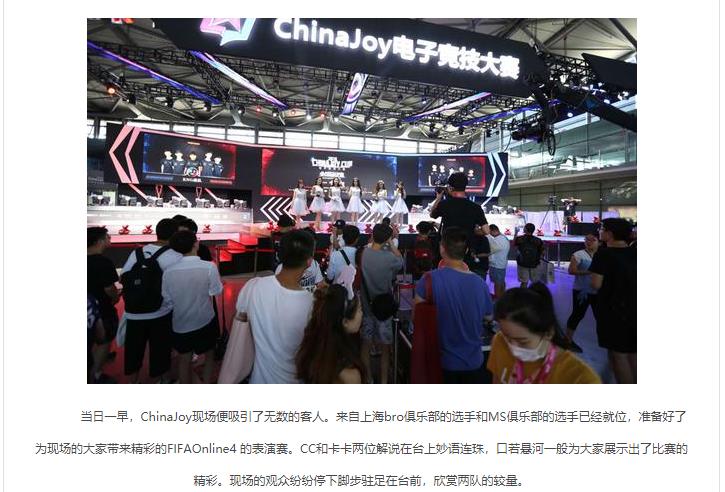 ChinaJoy电子竞技大赛
当日一早，ChinaJoy现场便吸引了无数的客人。来自上海bro俱乐部的选手和MS俱乐部的选手已经就位，准备好了
为现场的大家带来精彩的FIFAOnline4 的表演赛。CC和卡卡两位解说在台上妙语连珠，口若悬河一般为大家展示出了比赛的
精彩。现场的观众纷纷停下脚步驻足在台前，欣赏两队的较量。